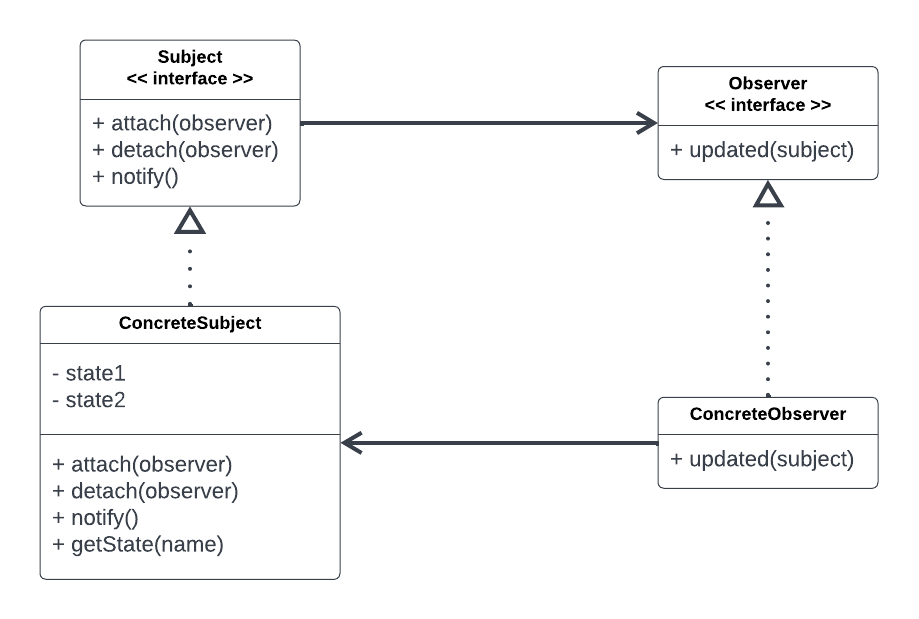 Subject
<< interface >>
+ attach(observer)
+ detach(observer)
+ notify()
Observer
<< interface >>
+ updated(subject)
ConcreteSubject
- state1
- state2
+ attach(observer)
+ detach(observer)
+ notify()
+ getState(name)
ConcreteObserver
+ updated(subject)